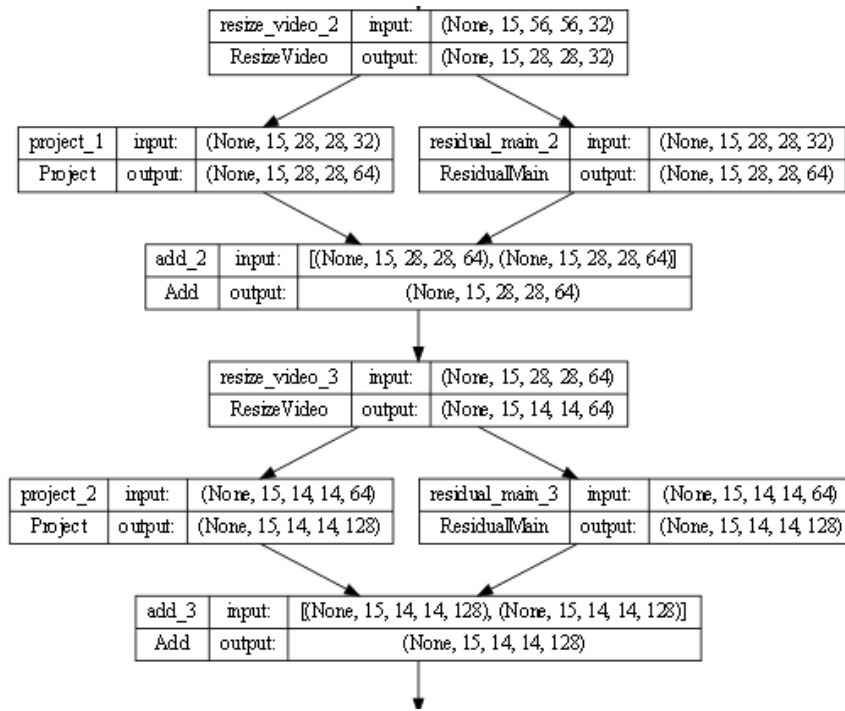 resize_video_2 input: (None, 15, 56, 56, 32)
ResizeVideo output: (None, 15, 28, 28, 32)
project_1 input: (None, 15, 28, 28, 32)
Project output: (None, 15, 28, 28, 64)
residual_main_2 input: (None, 15, 28, 28, 32)
ResidualMain output: (None, 15, 28, 28, 64)
add_2 input: [(None, 15, 28, 28, 64), (None, 15, 28, 28, 64)]
Add output: (None, 15, 28, 28, 64)
resize_video_3 input: (None, 15, 28, 28, 64)
ResizeVideo output: (None, 15, 14, 14, 64)
project_2 input: (None, 15, 14, 14, 64)
Project output: (None, 15, 14, 14, 128)
residual_main_3 input: (None, 15, 14, 14, 64)
ResidualMain output: (None, 15, 14, 14, 128)
add_3 input: [(None, 15, 14, 14, 128), (None, 15, 14, 14, 128)]
Add output: (None, 15, 14, 14, 128)